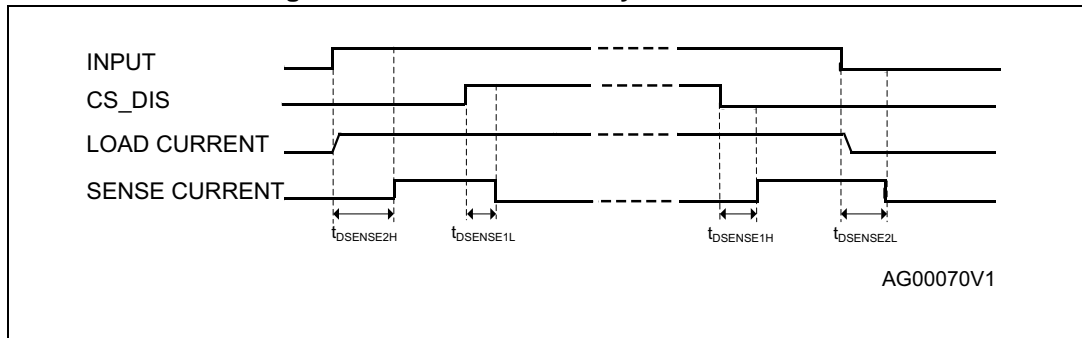 INPUT
CS_DIS
LOAD CURRENT
SENSE CURRENT
tDSENSE2H tDSENSE1L tDSENSE1H tDSENSE2L
AG00070V1